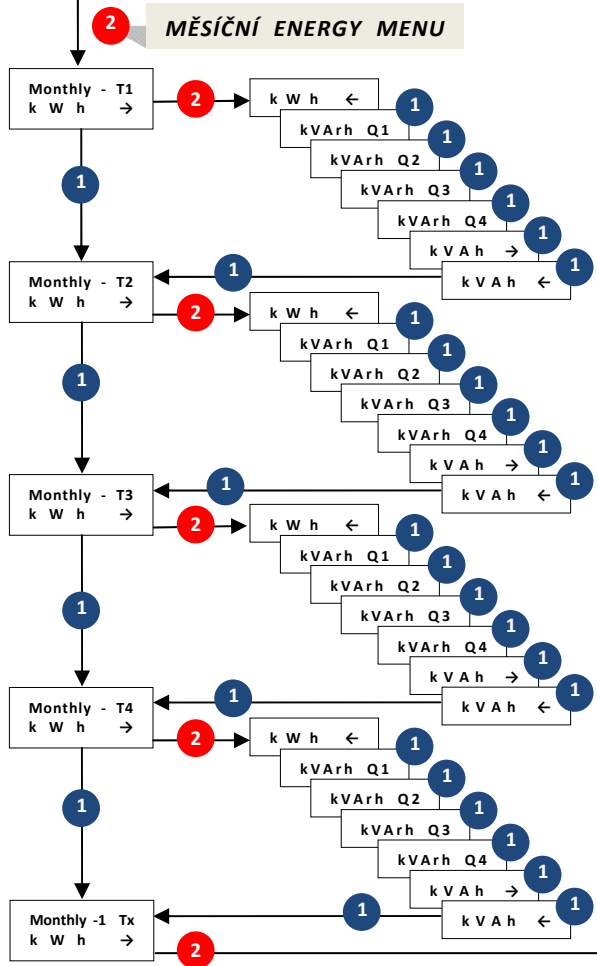 2 MĚSÍČNÍ ENERGY MENU
Monthly - T1
k W h →
2
k W h ←
1
kVArh Q1
1
kVArh Q2
1
kVArh Q3
1
kVArh Q4
1
k V A h →
1
k V A h ←
1
1
Monthly - T2
k W h →
2
k W h ←
1
kVArh Q1
1
kVArh Q2
1
kVArh Q3
1
kVArh Q4
1
k V A h →
1
k V A h ←
1
1
Monthly - T3
k W h →
2
k W h ←
1
kVArh Q1
1
kVArh Q2
1
kVArh Q3
1
kVArh Q4
1
k V A h →
1
k V A h ←
1
1
Monthly - T4
k W h →
2
k W h ←
1
kVArh Q1
1
kVArh Q2
1
kVArh Q3
1
kVArh Q4
1
k V A h →
1
k V A h ←
1
1
Monthly -1 Tx
k W h →
2